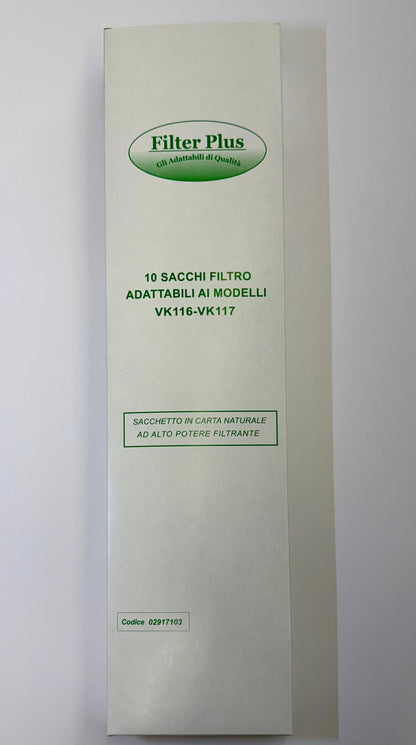 Filter Plus
Gli Adattabili di Qualità
10 SACCHI FILTRO
ADATTABILI AI MODELLI
VK116-VK117
SACCHETTO IN CARTA NATURALE
AD ALTO POTERE FILTRANTE
Codice 02917103